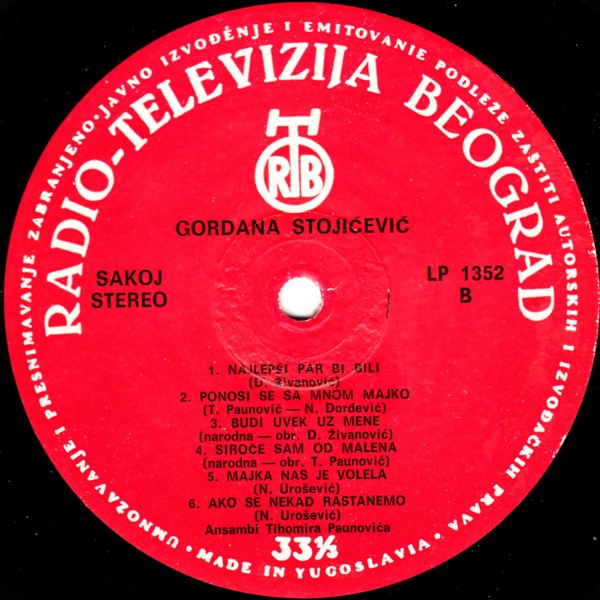 UMNOŽAVANJE I PRESNIMAVANJE ZABRANJENO · JAVNO IZVOĐENJE I EMITOVANJE PODLEŽE ZAŠTITI AUTORSKIH I IZVOĐAČKIH PRAVA ·
RADIO-TELEVIZIJA BEOGRAD
RTB
GORDANA STOJIĆEVIĆ
SAKOJ
STEREO
LP 1352
B
1. NAJLEPŠI PAR BI BILI
(D. Živanović)
2. PONOSI SE SA MNOM MAJKO
(T. Paunović — N. Đorđević)
3. BUDI UVEK UZ MENE
(narodna — obr. D. Živanović)
4. SIROČE SAM OD MALENA
(narodna — obr. T. Paunović)
5. MAJKA NAS JE VOLELA
(N. Urošević)
6. AKO SE NEKAD RASTANEMO
(N. Urošević)
Ansambi Tihomira Paunovića
33⅓
· MADE IN YUGOSLAVIA ·